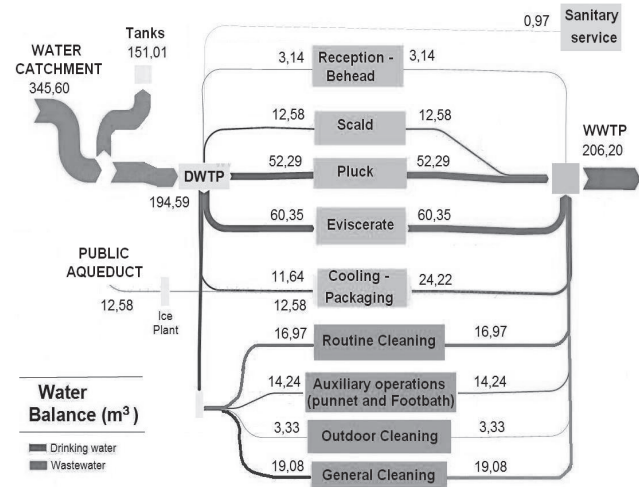 Sanitary
service
0,97
Tanks
151,01
WATER
CATCHMENT
345,60
3,14
Reception -
Behead
3,14
12,58
Scald
12,58
WWTP
206,20
DWTP
52,29
Pluck
52,29
194,59
60,35
Eviscerate
60,35
PUBLIC
AQUEDUCT
12,58
Ice
Plant
11,64
12,58
Cooling -
Packaging
24,22
16,97
Routine Cleaning
16,97
14,24
Auxiliary operations
(punnet and Footbath)
14,24
3,33
Outdoor Cleaning
3,33
19,08
General Cleaning
19,08
Water
Balance (m³)
Drinking water
Wastewater